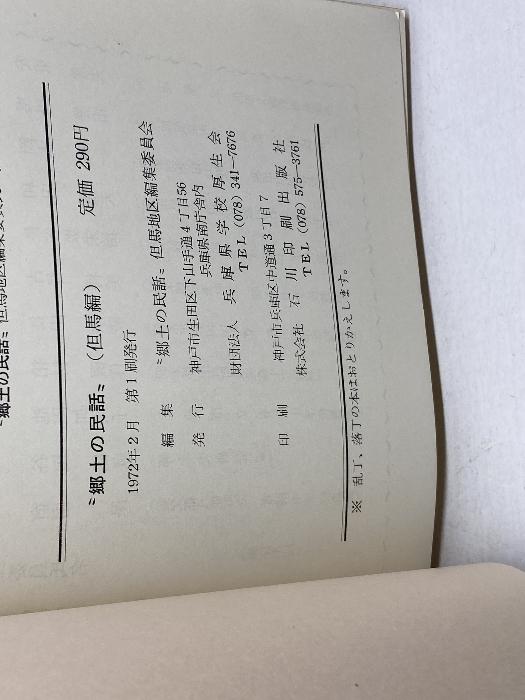 〝郷土の民話〟但馬地区編集委員
〝郷土の民話〟（但馬編） 定価 290円
1972年2月 第1刷発行
編集 〝郷土の民話〟但馬地区編集委員会
発行 神戸市生田区下山手通4丁目56
兵庫県南庁舎内
財団法人 兵庫県学校厚生会
TEL（078）341―7676
印刷 神戸市兵庫区中道通3丁目7
株式会社 石川印刷出版社
TEL（078）575―3761
※ 乱丁、落丁の本はおとりかえします。